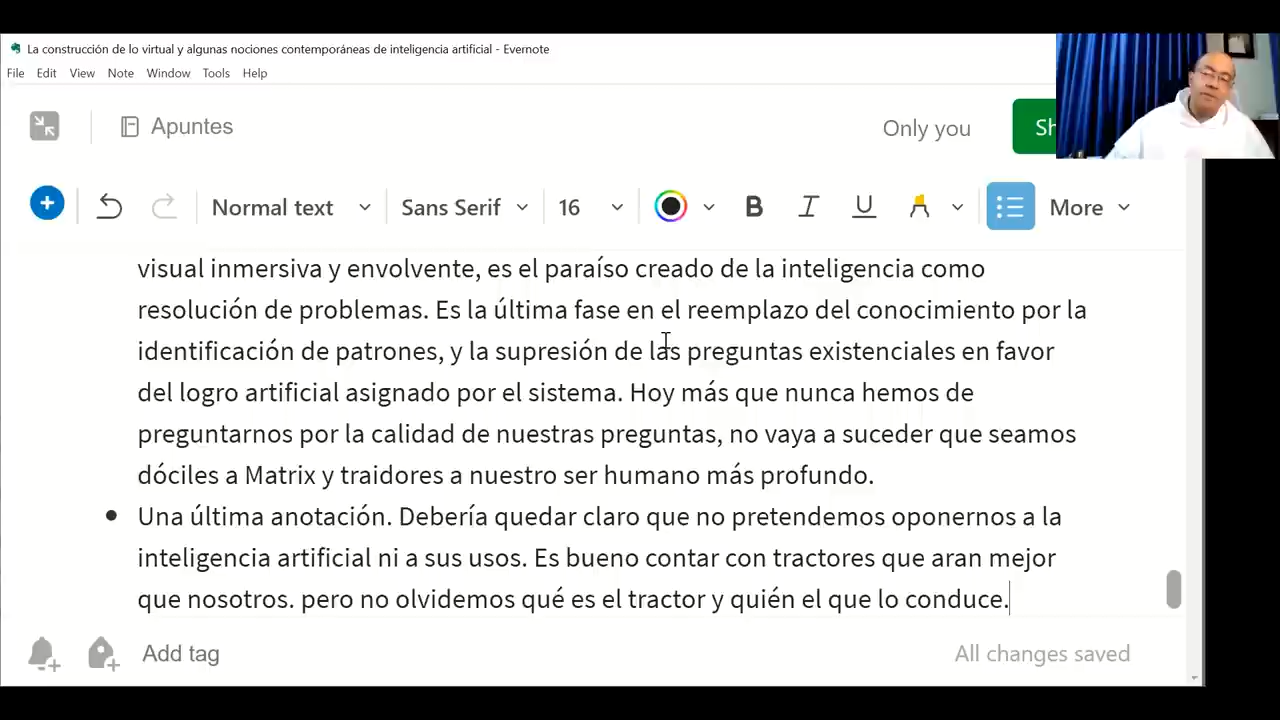 La construcción de lo virtual y algunas nociones contemporáneas de inteligencia artificial - Evernote
File Edit View Note Window Tools Help
Apuntes Only you Sh
Normal text Sans Serif 16 B I U More
visual inmersiva y envolvente, es el paraíso creado de la inteligencia como
resolución de problemas. Es la última fase en el reemplazo del conocimiento por la
identificación de patrones, y la supresión de las preguntas existenciales en favor
del logro artificial asignado por el sistema. Hoy más que nunca hemos de
preguntarnos por la calidad de nuestras preguntas, no vaya a suceder que seamos
dóciles a Matrix y traidores a nuestro ser humano más profundo.
Una última anotación. Debería quedar claro que no pretendemos oponernos a la
inteligencia artificial ni a sus usos. Es bueno contar con tractores que aran mejor
que nosotros. pero no olvidemos qué es el tractor y quién el que lo conduce.
Add tag All changes saved